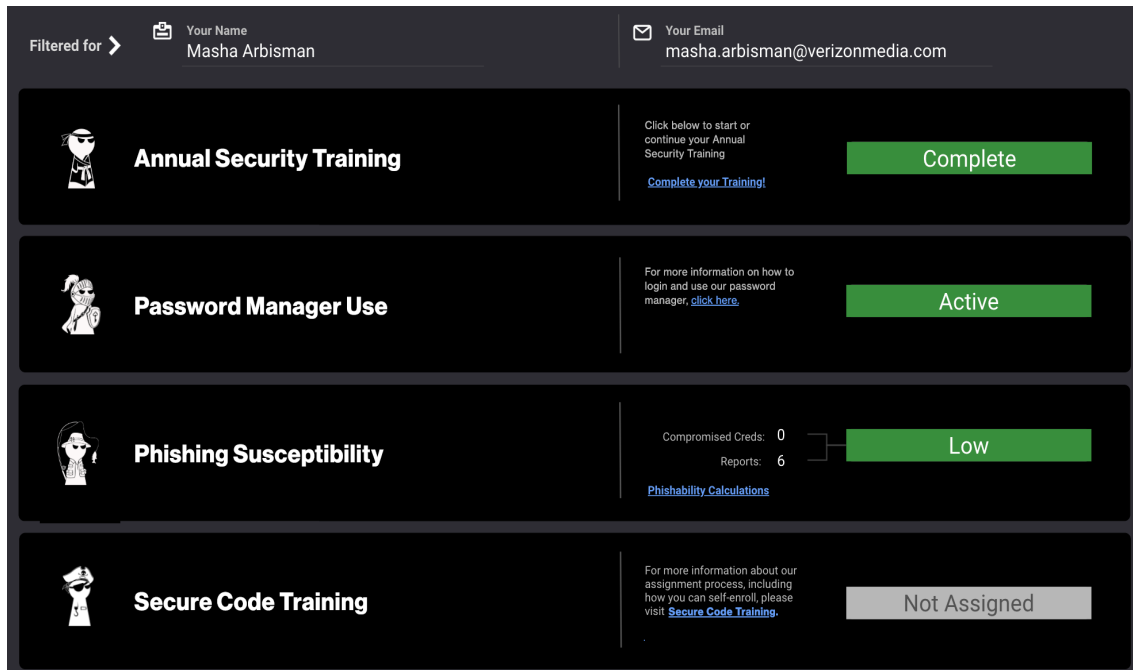 Filtered for
Your Name
Masha Arbisman
Your Email
masha.arbisman@verizonmedia.com
Annual Security Training
Click below to start or
continue your Annual
Security Training
Complete your Training!
Complete
Password Manager Use
For more information on how to
login and use our password
manager, click here.
Active
Phishing Susceptibility
Compromised Creds: 0
Reports: 6
Phishability Calculations
Low
Secure Code Training
For more information about our
assignment process, including
how you can self-enroll, please
visit Secure Code Training.
.
Not Assigned